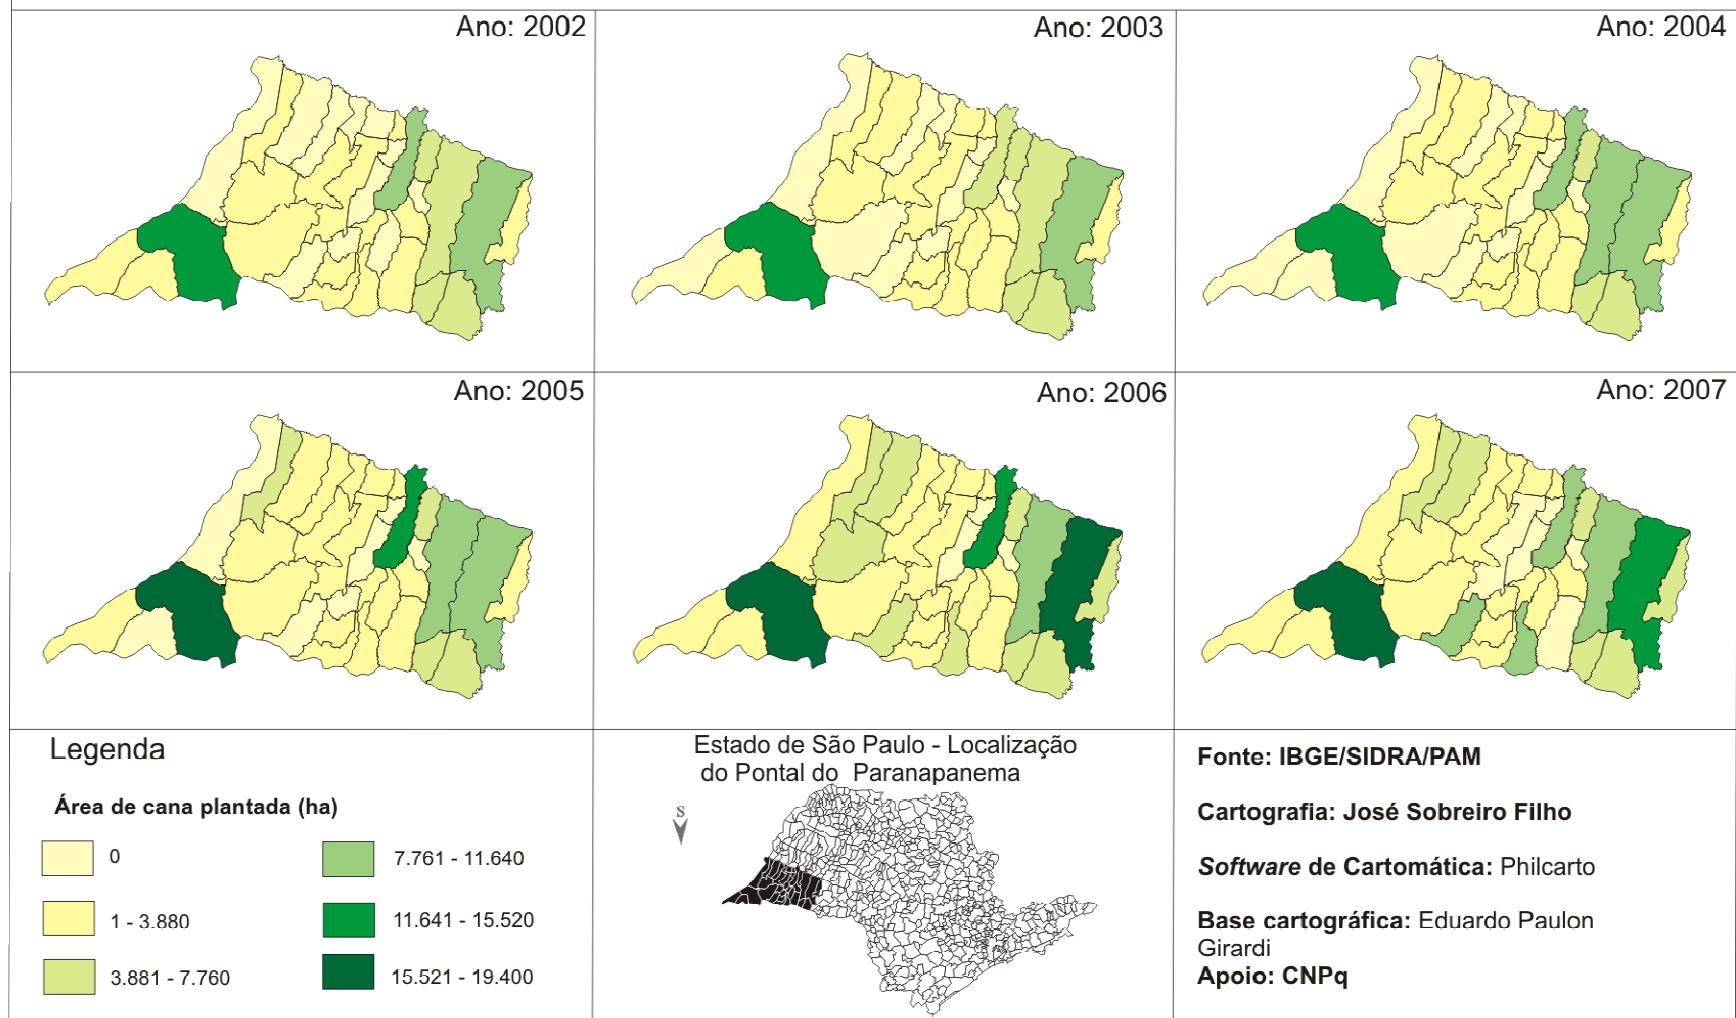 Ano: 2002
Ano: 2003
Ano: 2004
Ano: 2005
Ano: 2006
Ano: 2007
Legenda
Área de cana plantada (ha)
0
1 - 3.880
3.881 - 7.760
7.761 - 11.640
11.641 - 15.520
15.521 - 19.400
Estado de São Paulo - Localização
do Pontal do Paranapanema
S
Fonte: IBGE/SIDRA/PAM
Cartografia: José Sobreiro Filho
Software de Cartomática: Philcarto
Base cartográfica: Eduardo Paulon
Girardi
Apoio: CNPq